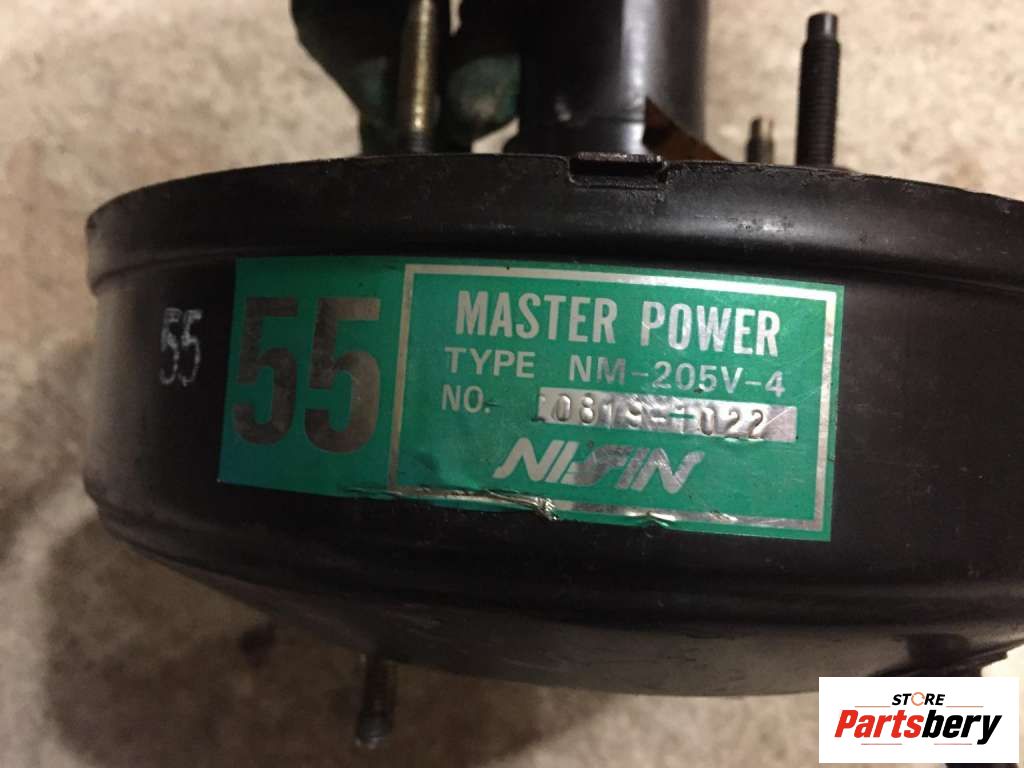 55
55
MASTER POWER
TYPE NM-205V-4
NO.
NISSIN
STORE
Partsbery